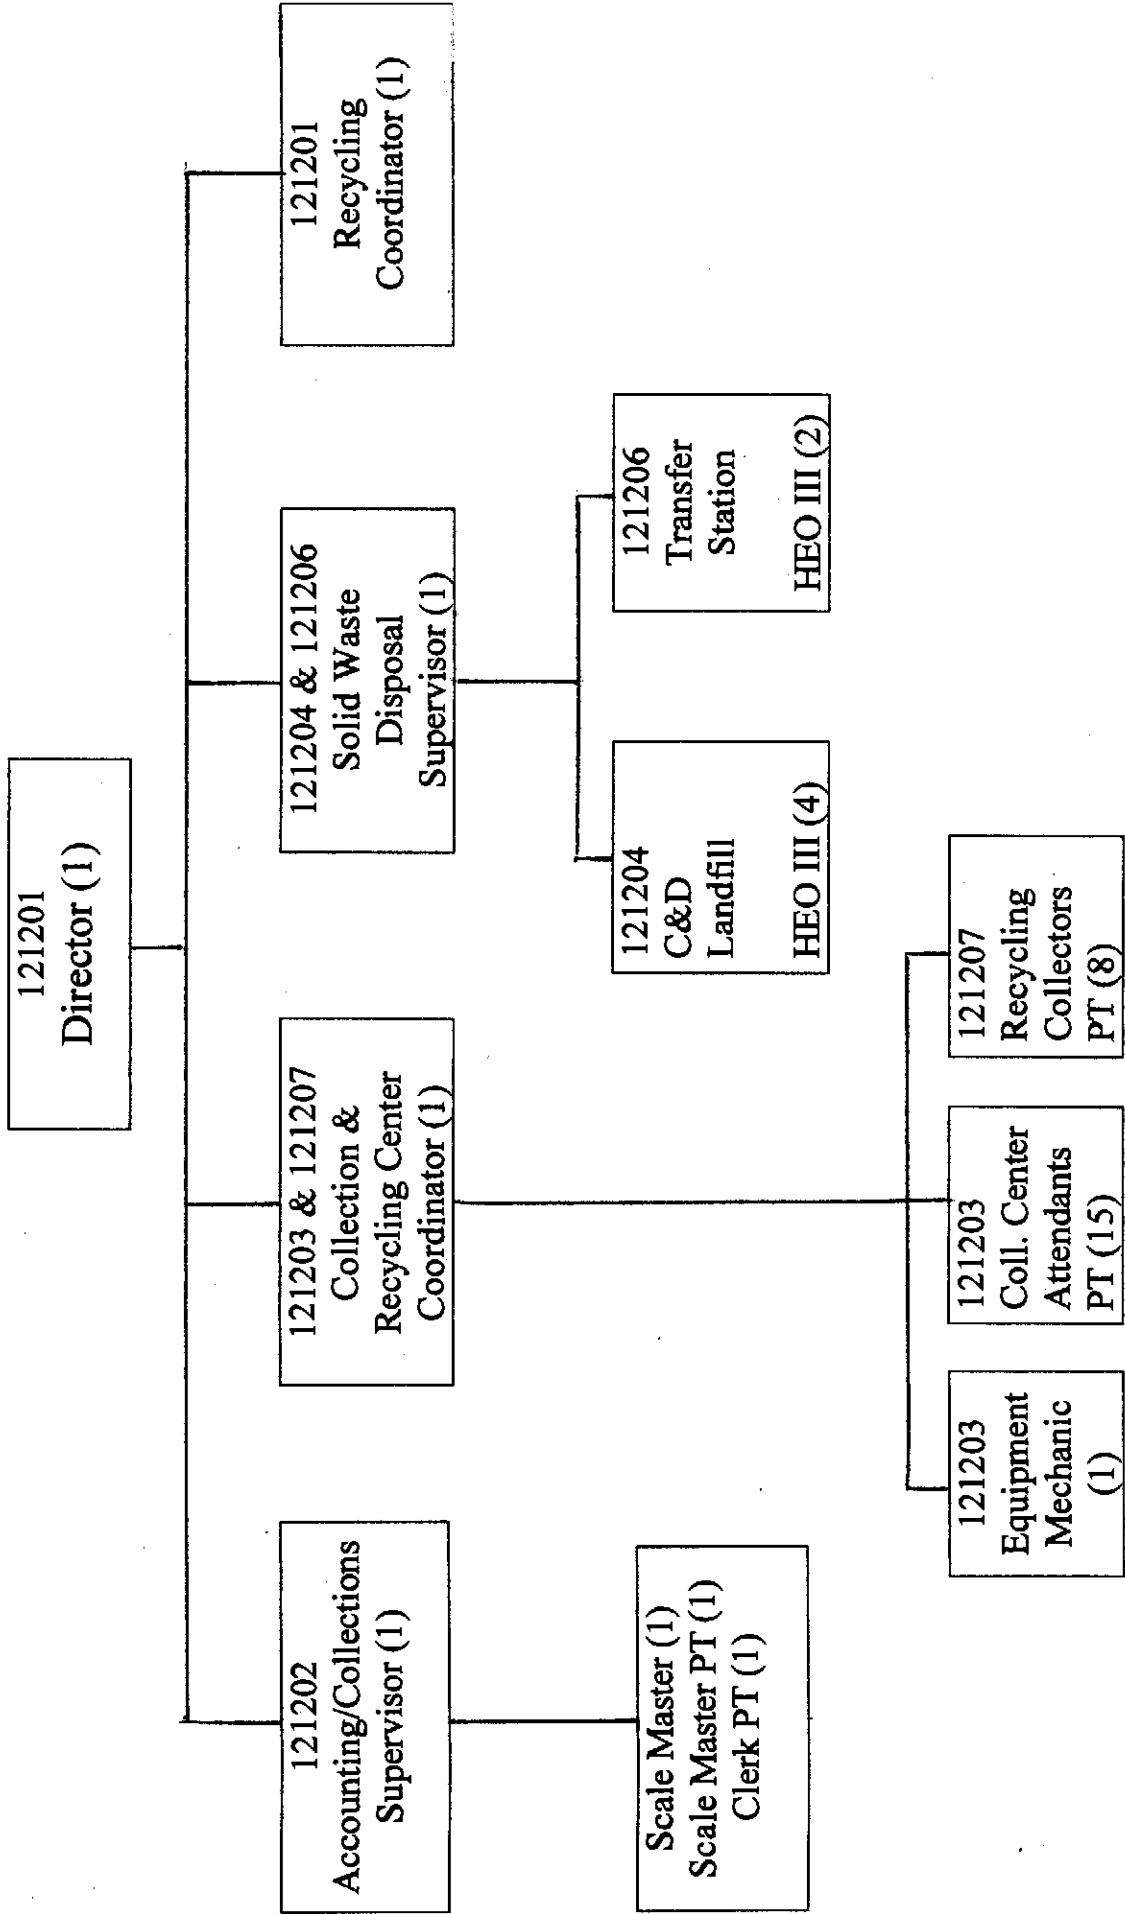 121201
Director (1)
121202
Accounting/Collections
Supervisor (1)
121203 & 121207
Collection &
Recycling Center
Coordinator (1)
121204 & 121206
Solid Waste
Disposal
Supervisor (1)
121201
Recycling
Coordinator (1)
Scale Master (1)
Scale Master PT (1)
Clerk PT (1)
121204
C&D
Landfill
HEO III (4)
121206
Transfer
Station
HEO III (2)
121203
Equipment
Mechanic
(1)
121203
Coll. Center
Attendants
PT (15)
121207
Recycling
Collectors
PT (8)